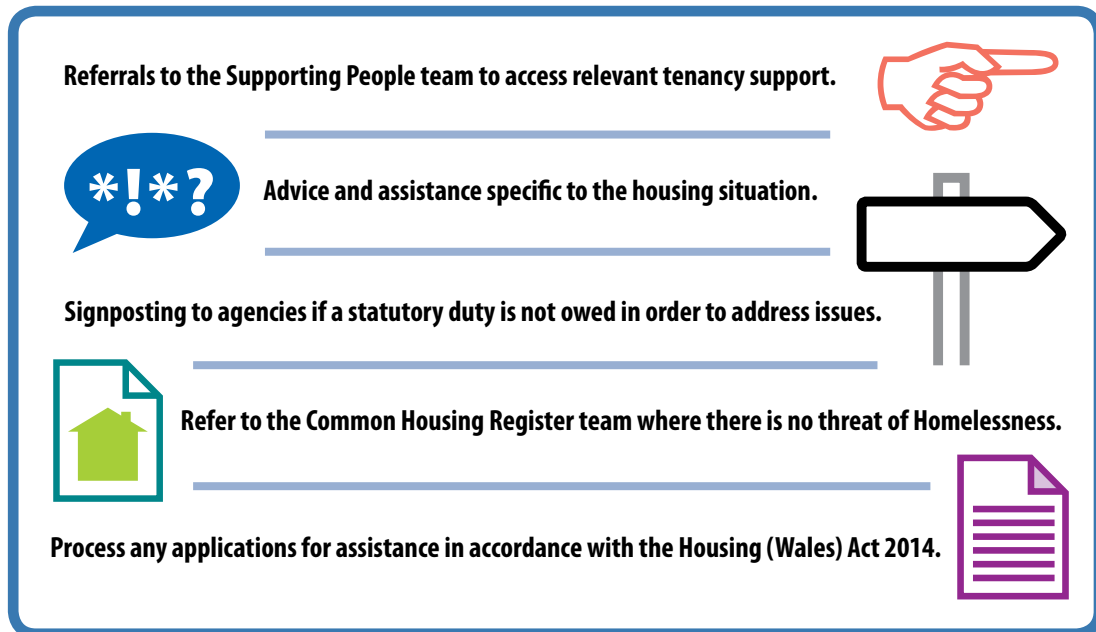 Referrals to the Supporting People team to access relevant tenancy support.
*!*?
Advice and assistance specific to the housing situation.
Signposting to agencies if a statutory duty is not owed in order to address issues.
Refer to the Common Housing Register team where there is no threat of Homelessness.
Process any applications for assistance in accordance with the Housing (Wales) Act 2014.